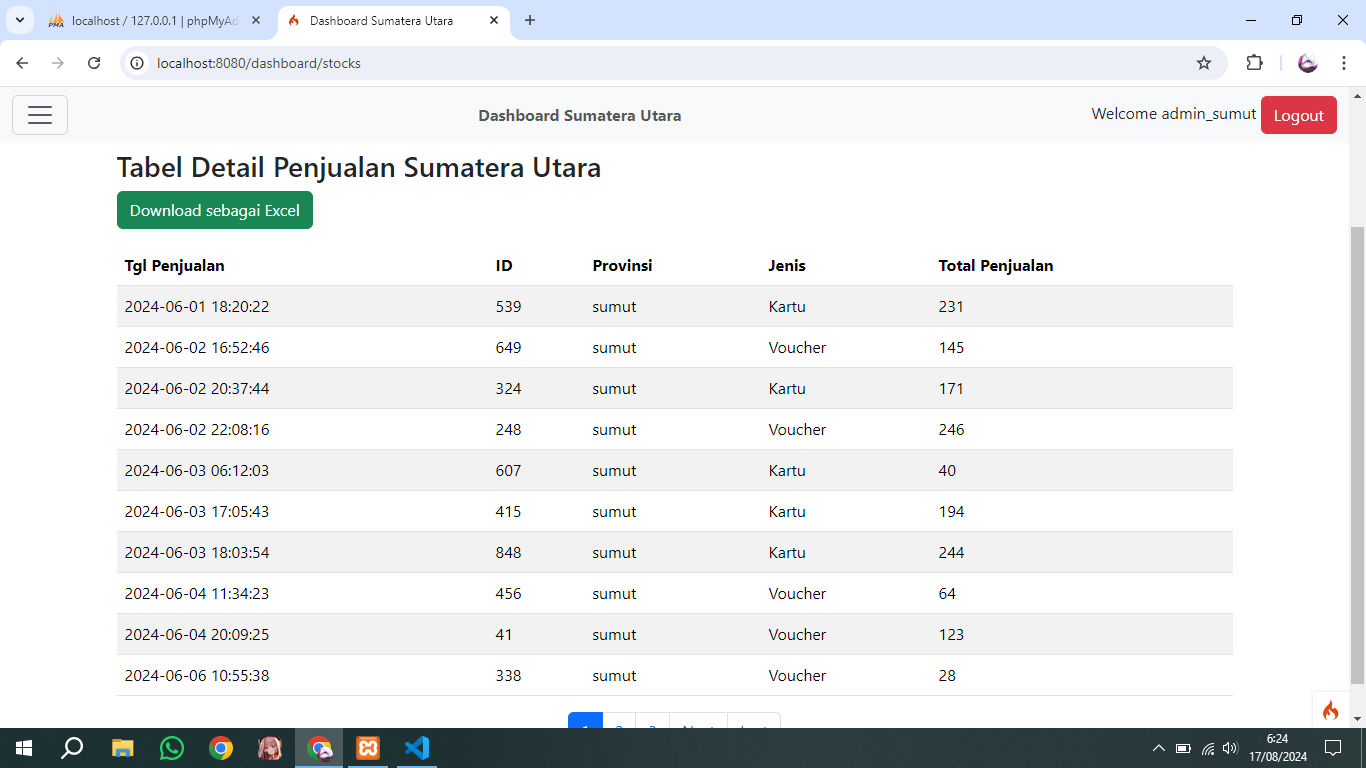 localhost / 127.0.0.1 | phpMyAd
Dashboard Sumatera Utara
localhost:8080/dashboard/stocks
Dashboard Sumatera Utara
Welcome admin_sumut Logout
Tabel Detail Penjualan Sumatera Utara
Download sebagai Excel
Tgl Penjualan ID Provinsi Jenis Total Penjualan
2024-06-01 18:20:22 539 sumut Kartu 231
2024-06-02 16:52:46 649 sumut Voucher 145
2024-06-02 20:37:44 324 sumut Kartu 171
2024-06-02 22:08:16 248 sumut Voucher 246
2024-06-03 06:12:03 607 sumut Kartu 40
2024-06-03 17:05:43 415 sumut Kartu 194
2024-06-03 18:03:54 848 sumut Kartu 244
2024-06-04 11:34:23 456 sumut Voucher 64
2024-06-04 20:09:25 41 sumut Voucher 123
2024-06-06 10:55:38 338 sumut Voucher 28
6:24
17/08/2024